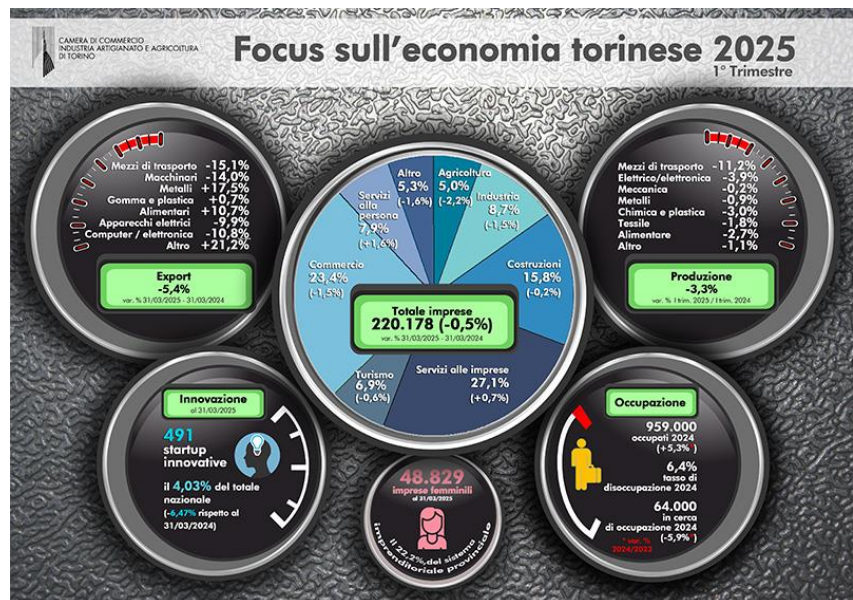 CAMERA DI COMMERCIO
INDUSTRIA ARTIGIANATO E AGRICOLTURA
DI TORINO
Focus sull'economia torinese 2025
1° Trimestre
Mezzi di trasporto -15,1%
Macchinari -14,0%
Metalli +17,5%
Gomma e plastica +0,7%
Alimentari +10,7%
Apparecchi elettrici -9,9%
Computer / elettronica -10,8%
Altro +21,2%
Export
-5,4%
var. % 31/03/2025 - 31/03/2024
Altro
5,3%
(-1,6%)
Agricoltura
5,0%
(-2,2%)
Industria
8,7%
(-1,5%)
Servizi
alla
persona
7,9%
(+1,6%)
Commercio
23,4%
(-1,5%)
Costruzioni
15,8%
(-0,2%)
Totale imprese
220.178 (-0,5%)
var. % 31/03/2025 - 31/03/2024
Turismo
6,9%
(-0,6%)
Servizi alle imprese
27,1%
(+0,7%)
Mezzi di trasporto -11,2%
Elettrico/elettronica -3,9%
Meccanica -0,2%
Metalli -0,9%
Chimica e plastica -3,0%
Tessile -1,8%
Alimentare -2,7%
Altro -1,1%
Produzione
-3,3%
var. % I trim. 2025 / I trim. 2024
Innovazione
al 31/03/2025
491
startup
innovative
il 4,03% del totale
nazionale
(-6,47% rispetto al
31/03/2024)
48.829
imprese femminili
al 31/03/2025
il 22,2% del sistema
imprenditoriale provinciale
Occupazione
959.000
occupati 2024
(+5,3%*)
6,4%
tasso di
disoccupazione 2024
64.000
in cerca
di occupazione 2024
(-5,9%*)
* var. %
2024/2023